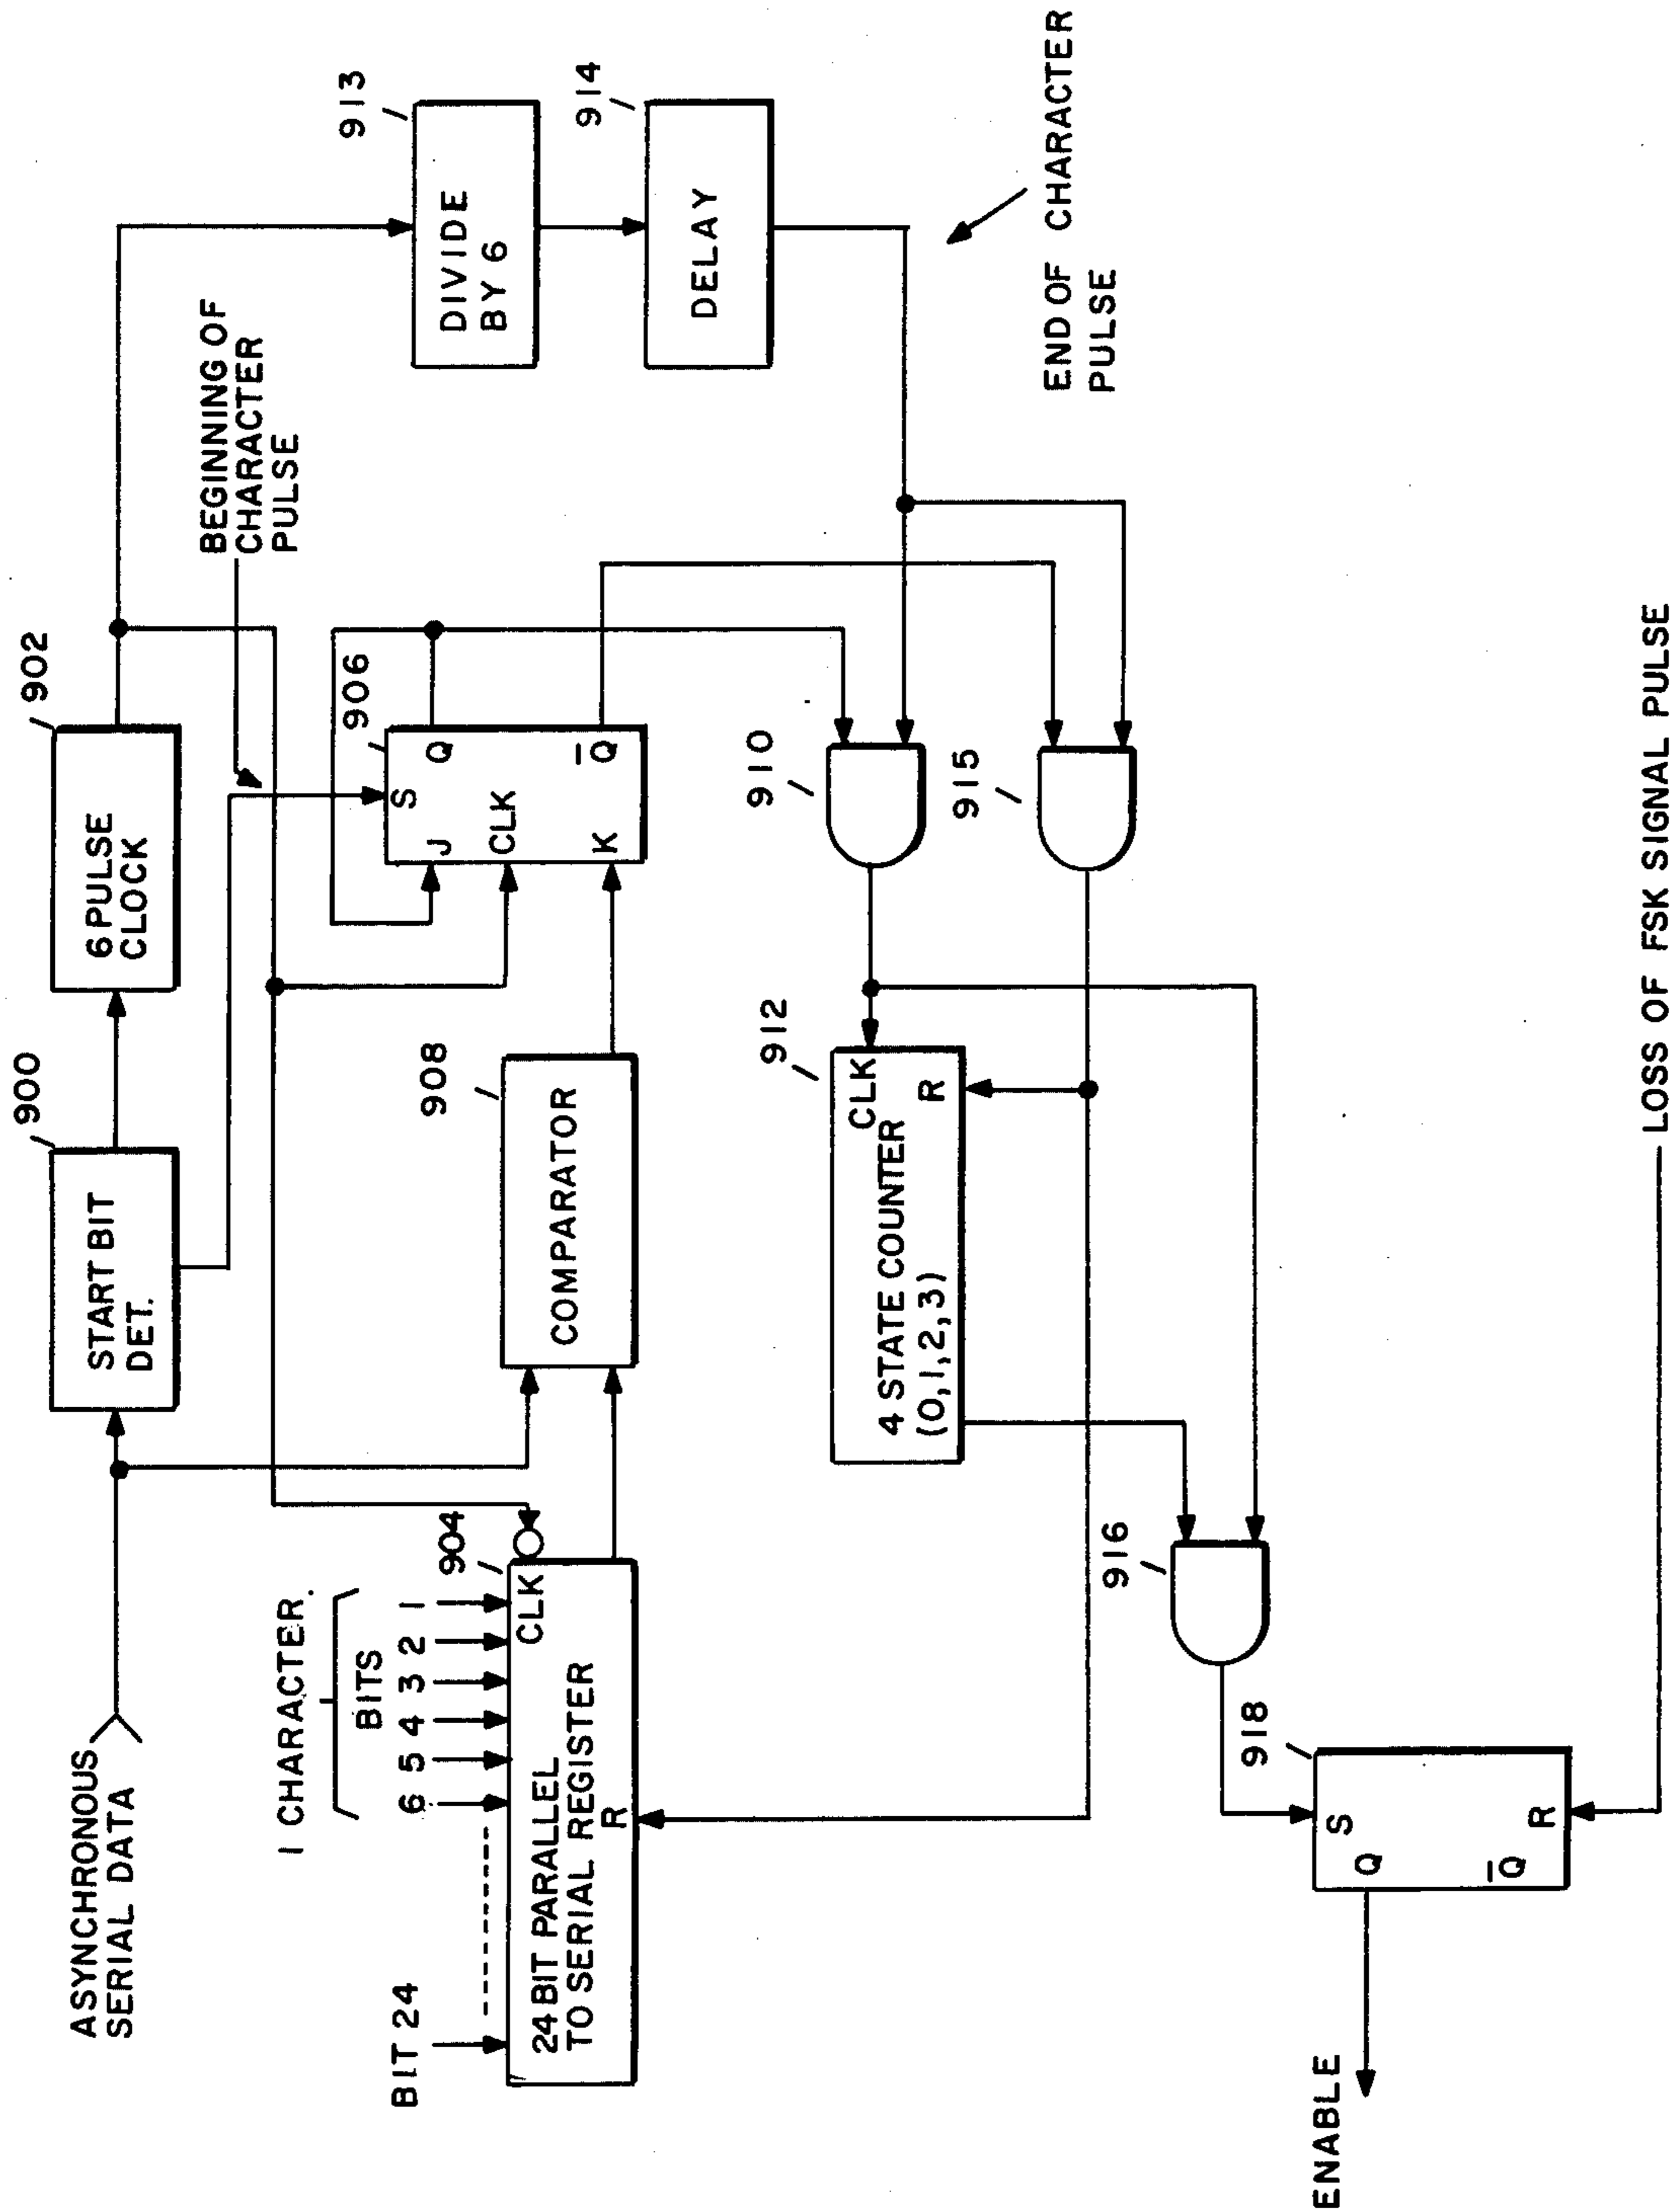 ASYNCHRONOUS
SERIAL DATA
900
START BIT
DET.
902
6 PULSE
CLOCK
BEGINNING OF
CHARACTER
PULSE
913
DIVIDE
BY 6
914
DELAY
END OF CHARACTER
PULSE
1 CHARACTER
BITS
BIT 24
6 5 4 3 2 1
904
CLK
24 BIT PARALLEL
TO SERIAL REGISTER
R
908
COMPARATOR
906
S
J
Q
CLK
K
Q
910
915
912
CLK
4 STATE COUNTER
(0,1,2,3)
R
916
918
S
Q
Q
R
ENABLE
LOSS OF FSK SIGNAL PULSE